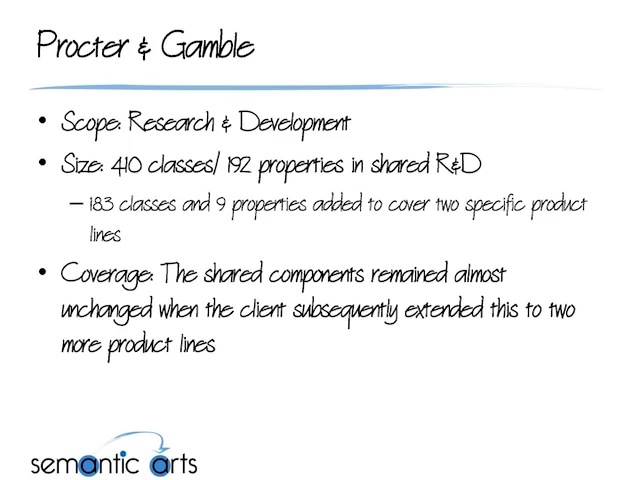 Procter & Gamble
• Scope: Research & Development
• Size: 410 classes/ 192 properties in shared R&D
– 183 classes and 9 properties added to cover two specific product
lines
• Coverage: The shared components remained almost
unchanged when the client subsequently extended this to two
more product lines
semantic arts